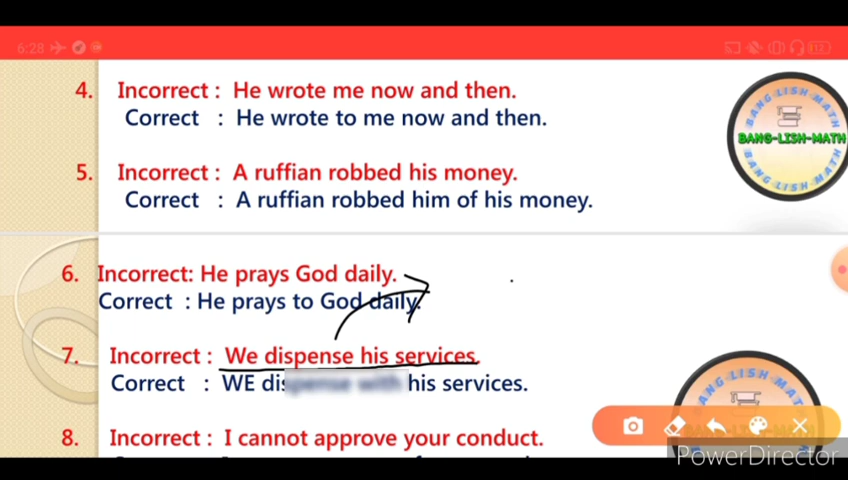 6:28
4. Incorrect : He wrote me now and then.
Correct : He wrote to me now and then.
BANG-LISH-MATH
BANG LISH MATH
5. Incorrect : A ruffian robbed his money.
Correct : A ruffian robbed him of his money.
6. Incorrect: He prays God daily.
Correct : He prays to God daily.
7. Incorrect : We dispense his services.
Correct : WE his services.
8. Incorrect : I cannot approve your conduct.
PowerDirector